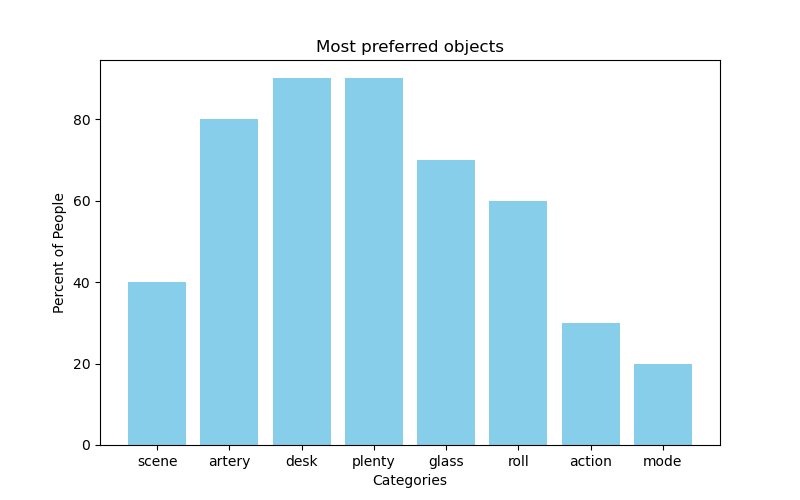 Most preferred objects
Percent of People
80
60
40
20
0
scene artery desk plenty glass roll action mode
Categories